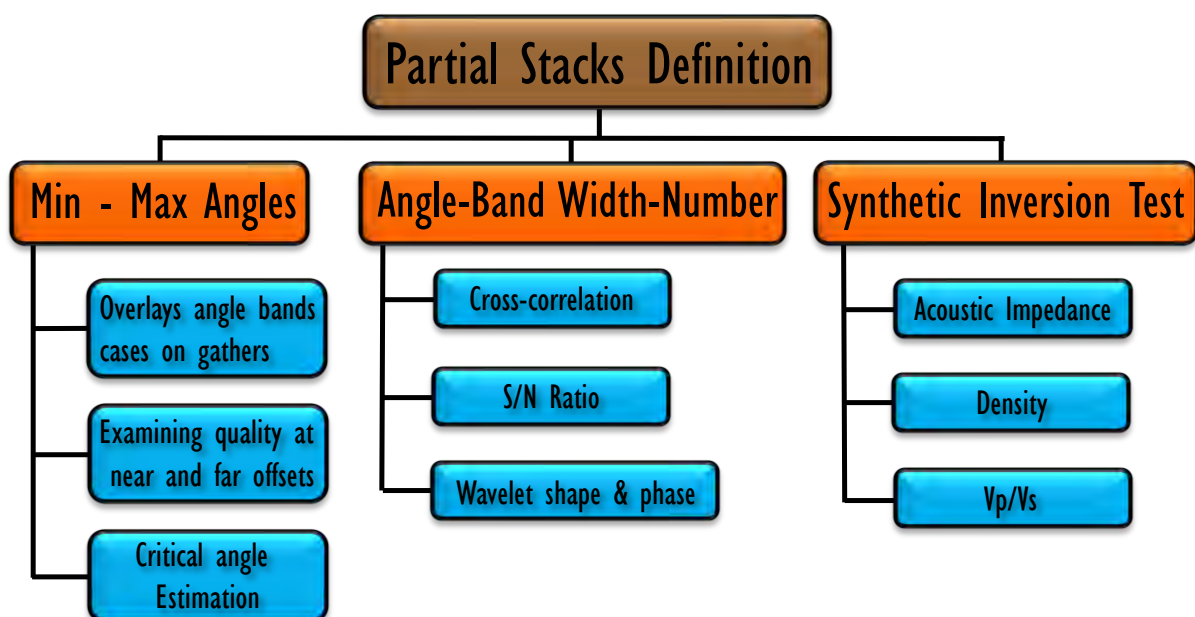 Partial Stacks Definition
Min - Max Angles
Overlays angle bands
cases on gathers
Examining quality at
near and far offsets
Critical angle
Estimation
Angle-Band Width-Number
Cross-correlation
S/N Ratio
Wavelet shape & phase
Synthetic Inversion Test
Acoustic Impedance
Density
Vp/Vs